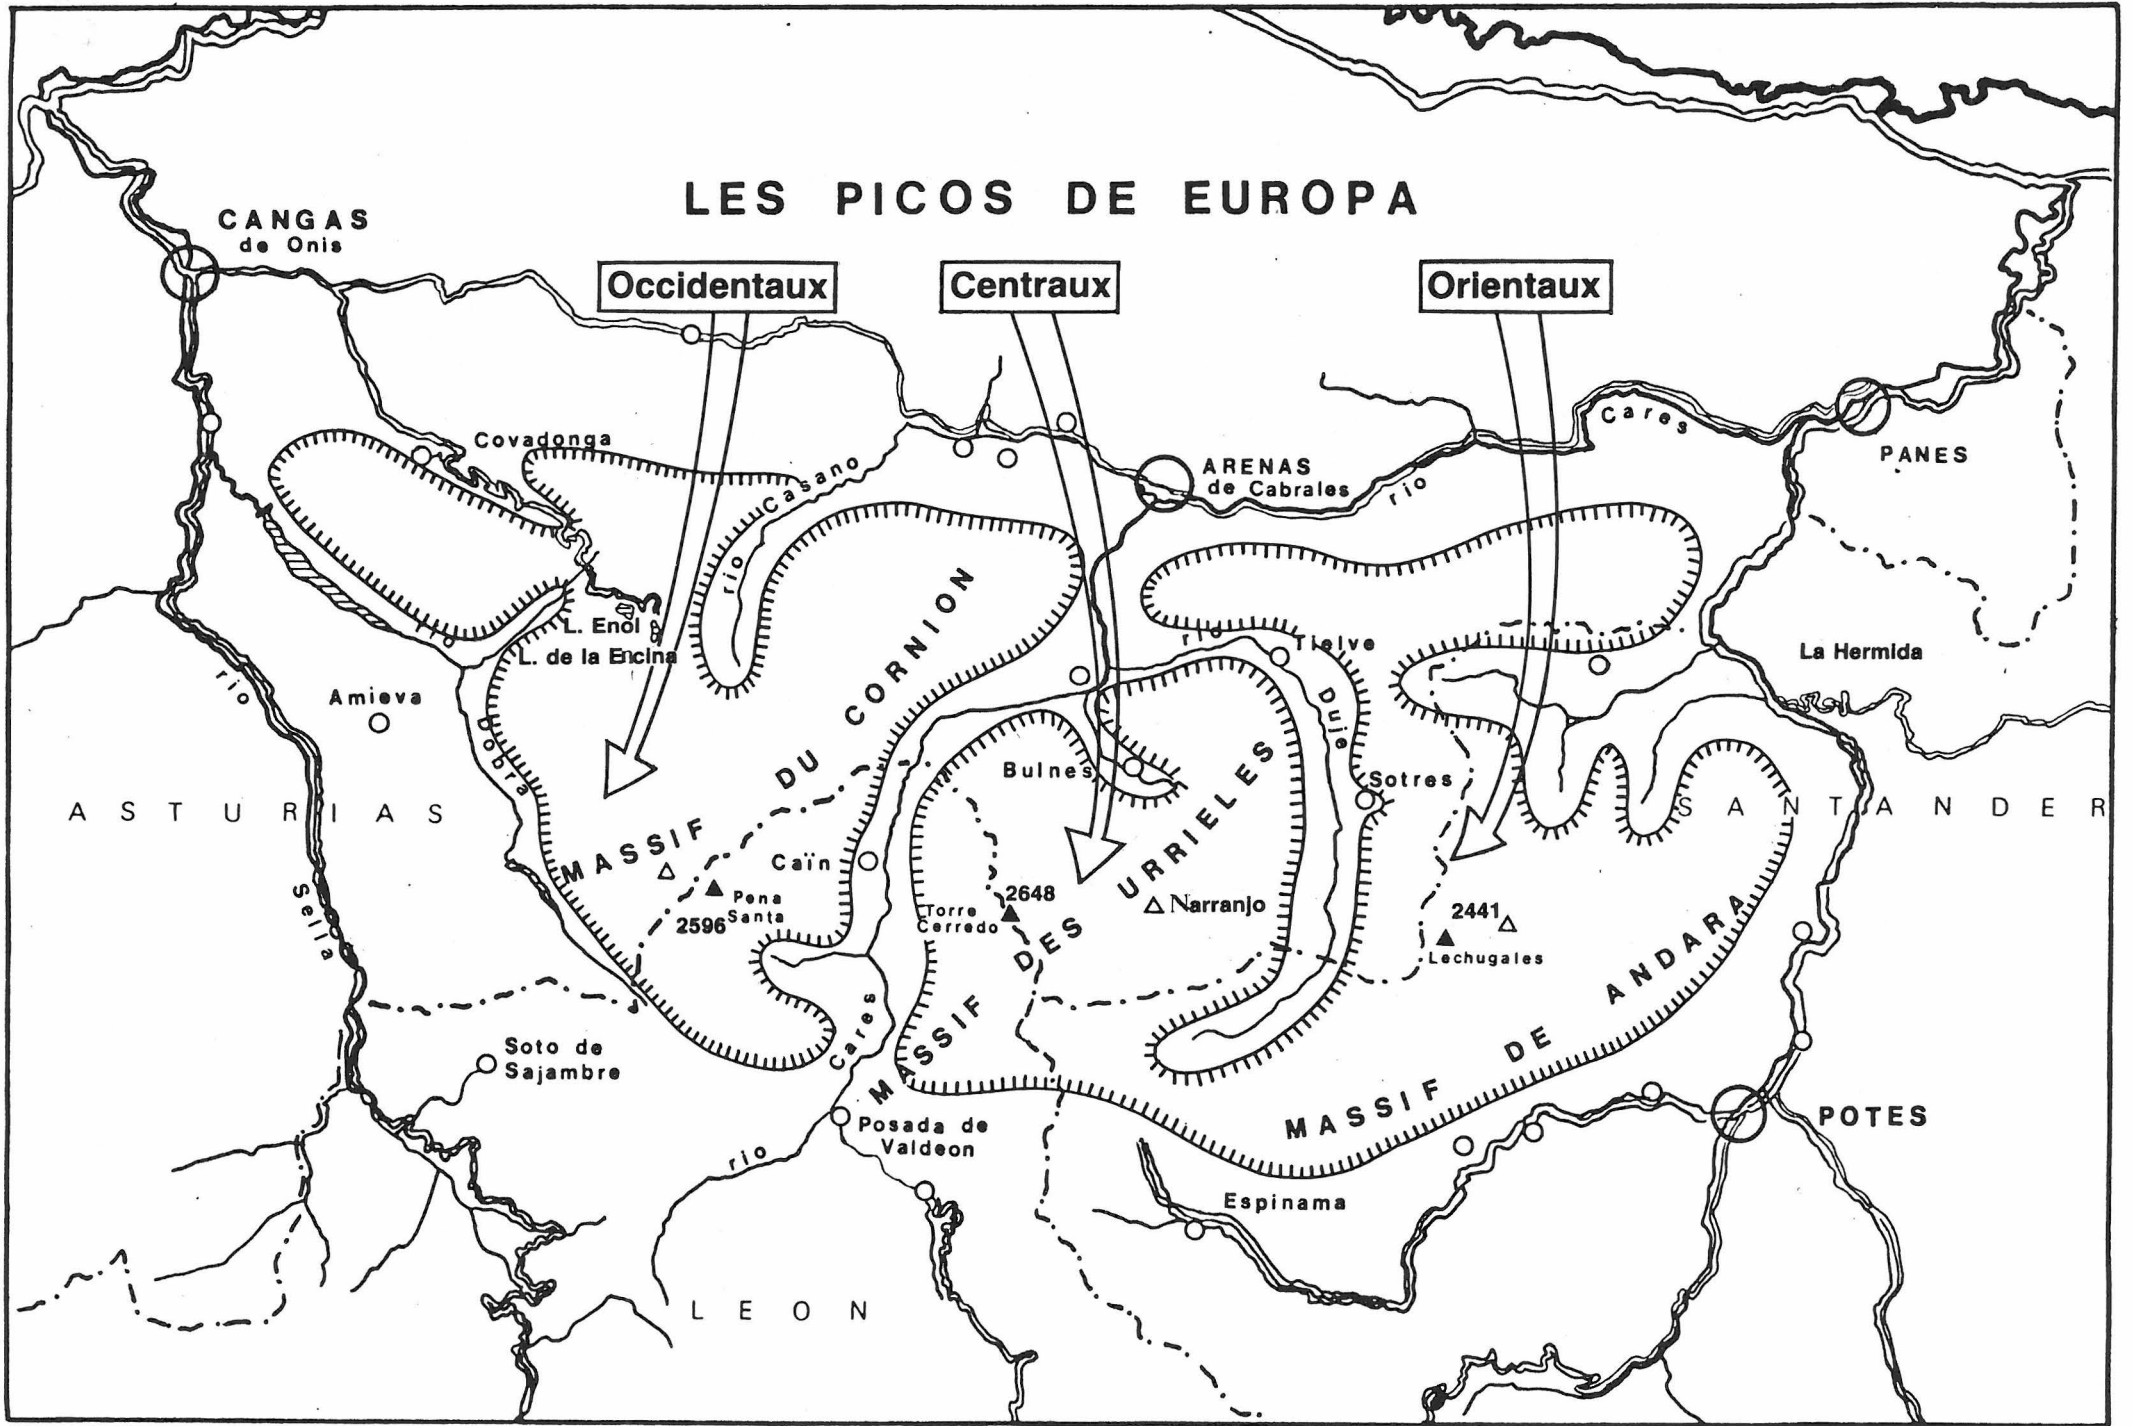 LES PICOS DE EUROPA
CANGAS
de Onis
Occidentaux
Centraux
Orientaux
Cares
Covadonga
Casano
rio
ARENAS
de Cabrales
rio
PANES
L. Enol
L. de la Encina
rio
Tielve
La Hermida
rio
Amieva
Dobra
Duje
MASSIF DU CORNION
Bulnes
Sotres
ASTURIAS
SANTANDER
Caïn
Pena
Santa
2596
2648
Torre
Cerredo
Narranjo
2441
Lechugales
Sella
MASSIF DES URRIELES
MASSIF DE ANDARA
Cares
Soto de
Sajambre
Posada de
Valdeon
rio
POTES
Espinama
LEON